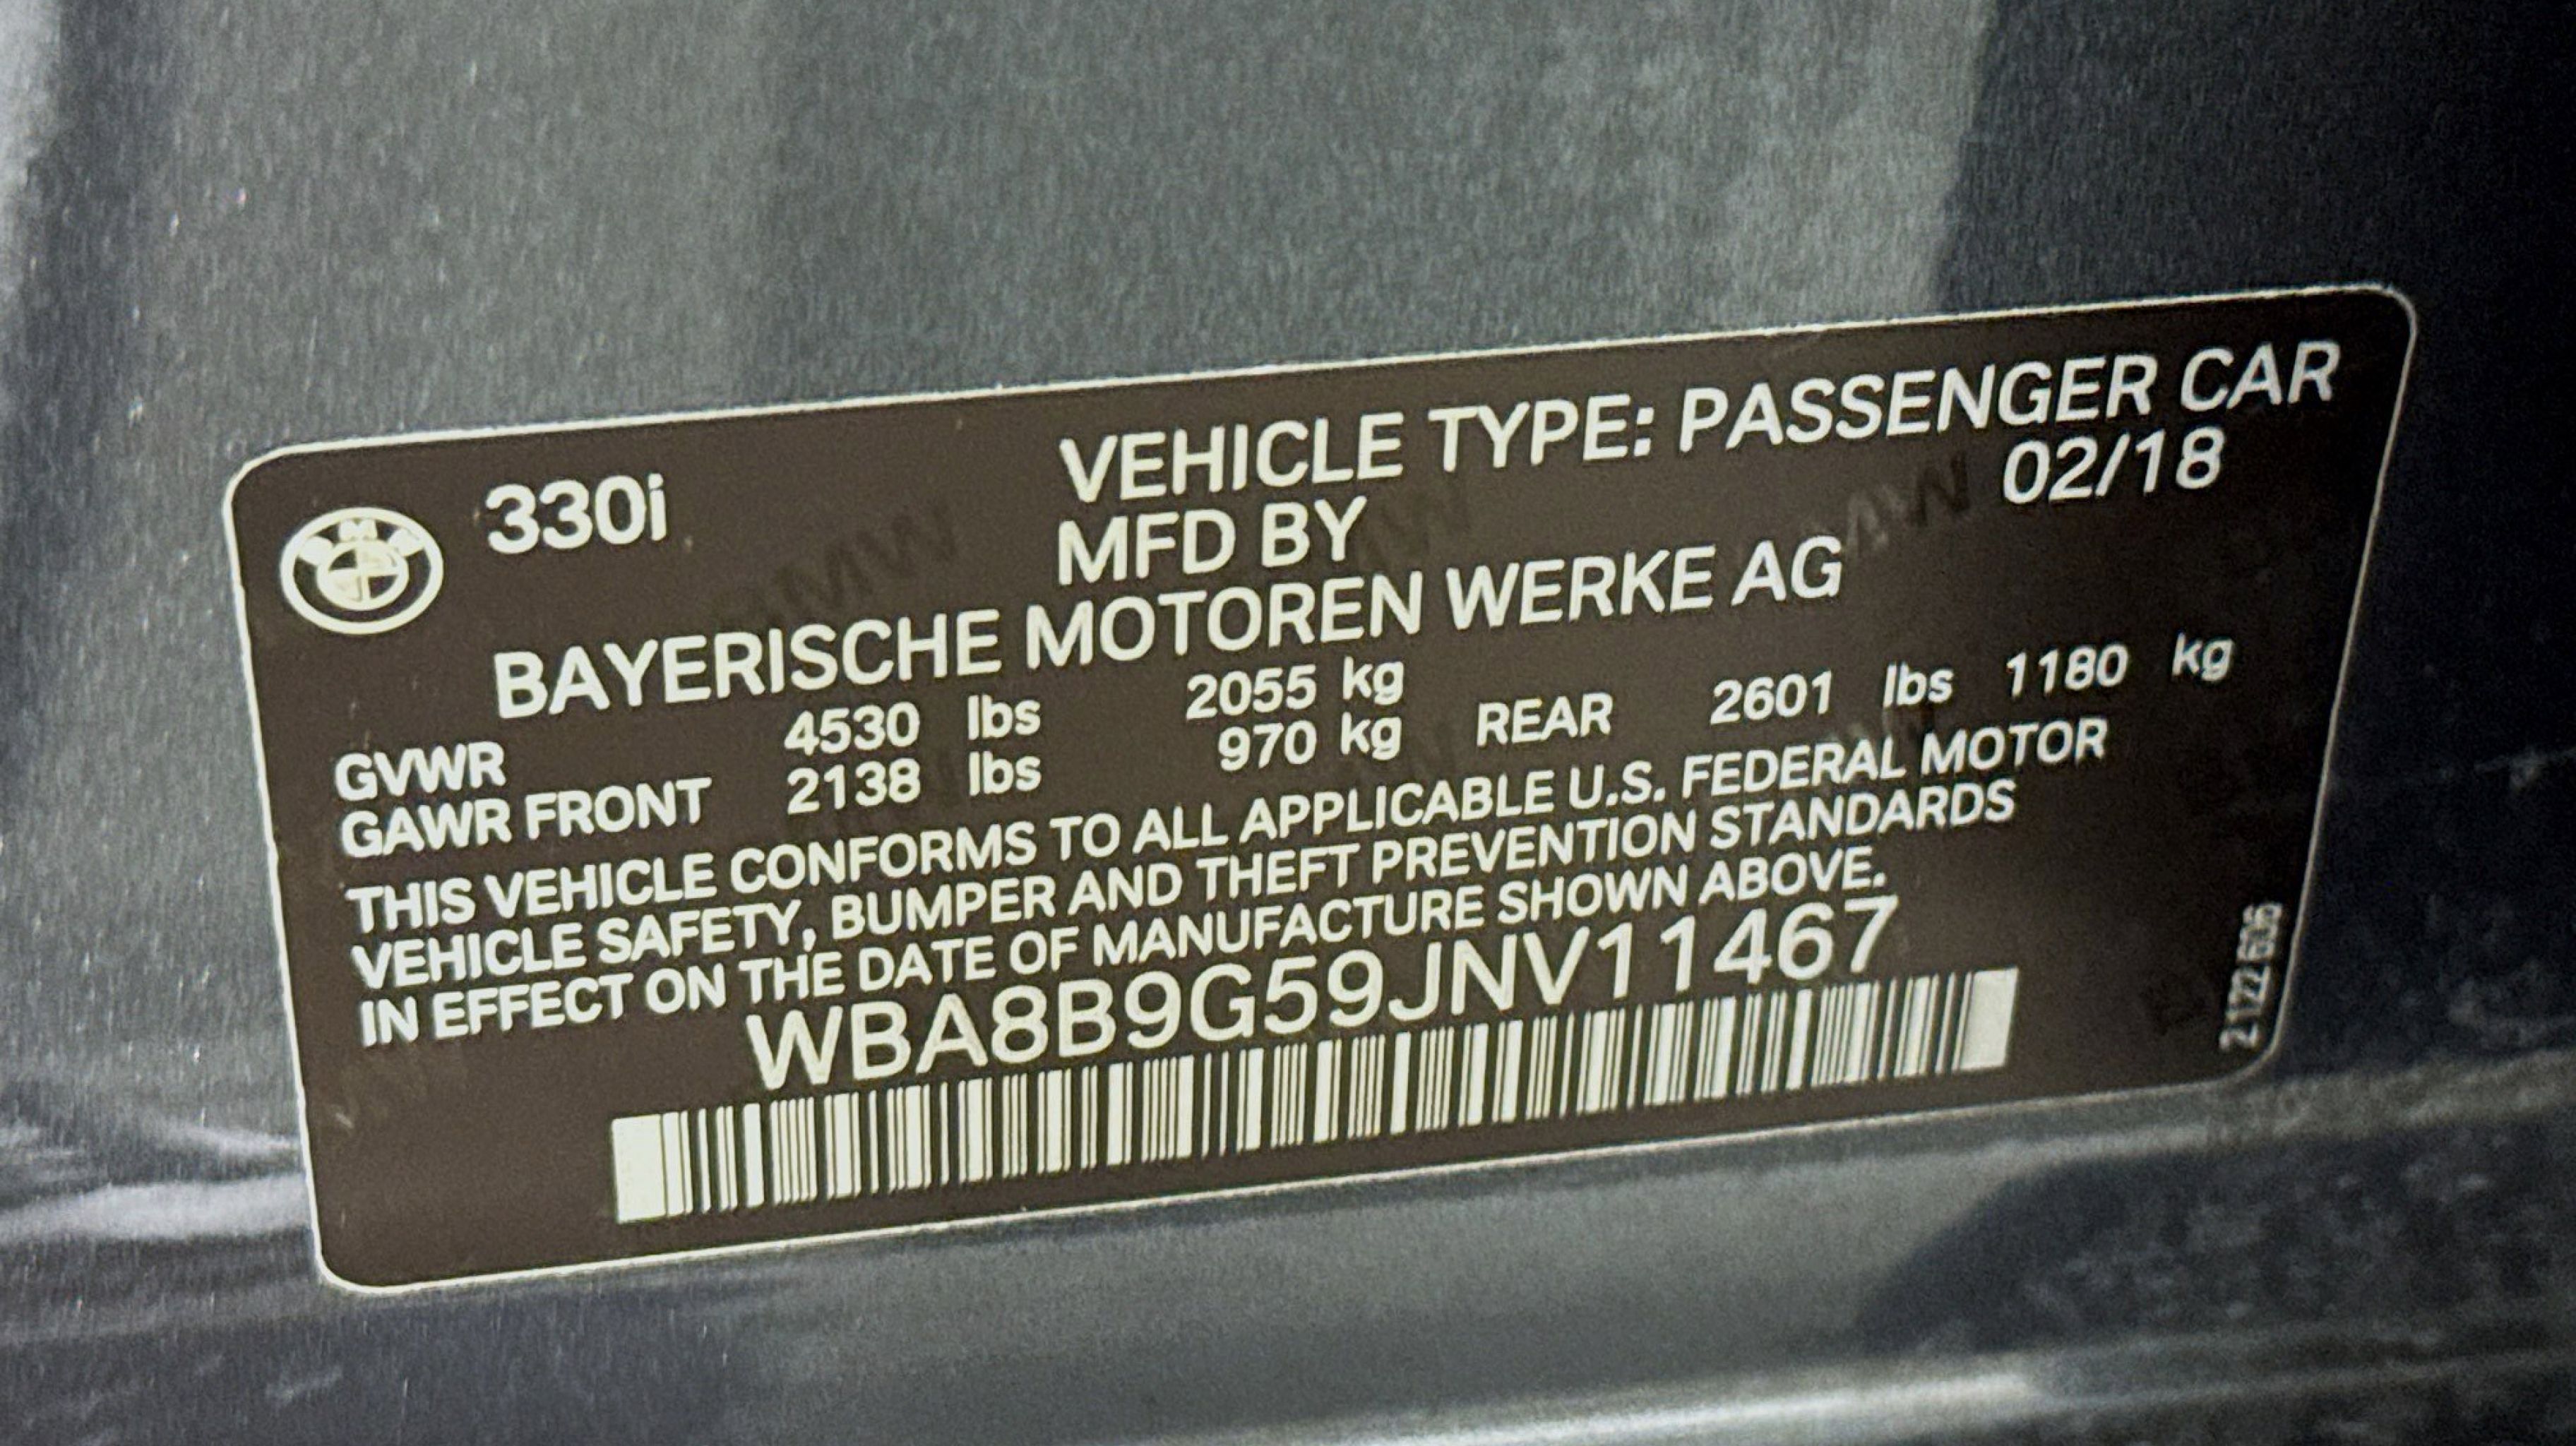 330i
VEHICLE TYPE: PASSENGER CAR
MFD BY 02/18
BAYERISCHE MOTOREN WERKE AG
GVWR 4530 lbs 2055 kg
GAWR FRONT 2138 lbs 970 kg REAR 2601 lbs 1180 kg
THIS VEHICLE CONFORMS TO ALL APPLICABLE U.S. FEDERAL MOTOR
VEHICLE SAFETY, BUMPER AND THEFT PREVENTION STANDARDS
IN EFFECT ON THE DATE OF MANUFACTURE SHOWN ABOVE.
WBA8B9G59JNV11467
BMW